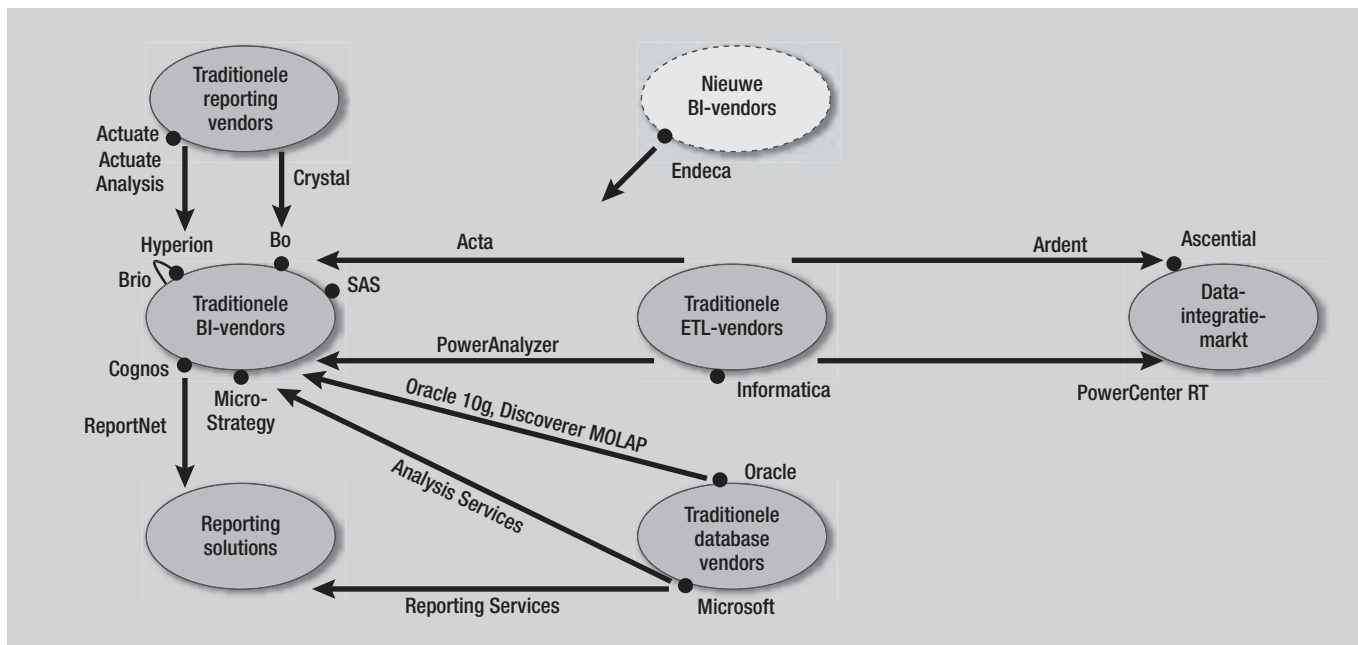 Traditionele
reporting
vendors
Nieuwe
BI-vendors
Actuate
Actuate
Analysis
Crystal
Endeca
Hyperion
Bo
Acta
Ardent
Ascential
Brio
SAS
Traditionele
BI-vendors
Traditionele
ETL-vendors
Data-
integratie-
markt
PowerAnalyzer
Cognos
Micro-
Strategy
Informatica
PowerCenter RT
ReportNet
Oracle 10g, Discoverer MOLAP
Analysis Services
Oracle
Reporting
solutions
Traditionele
database
vendors
Reporting Services
Microsoft